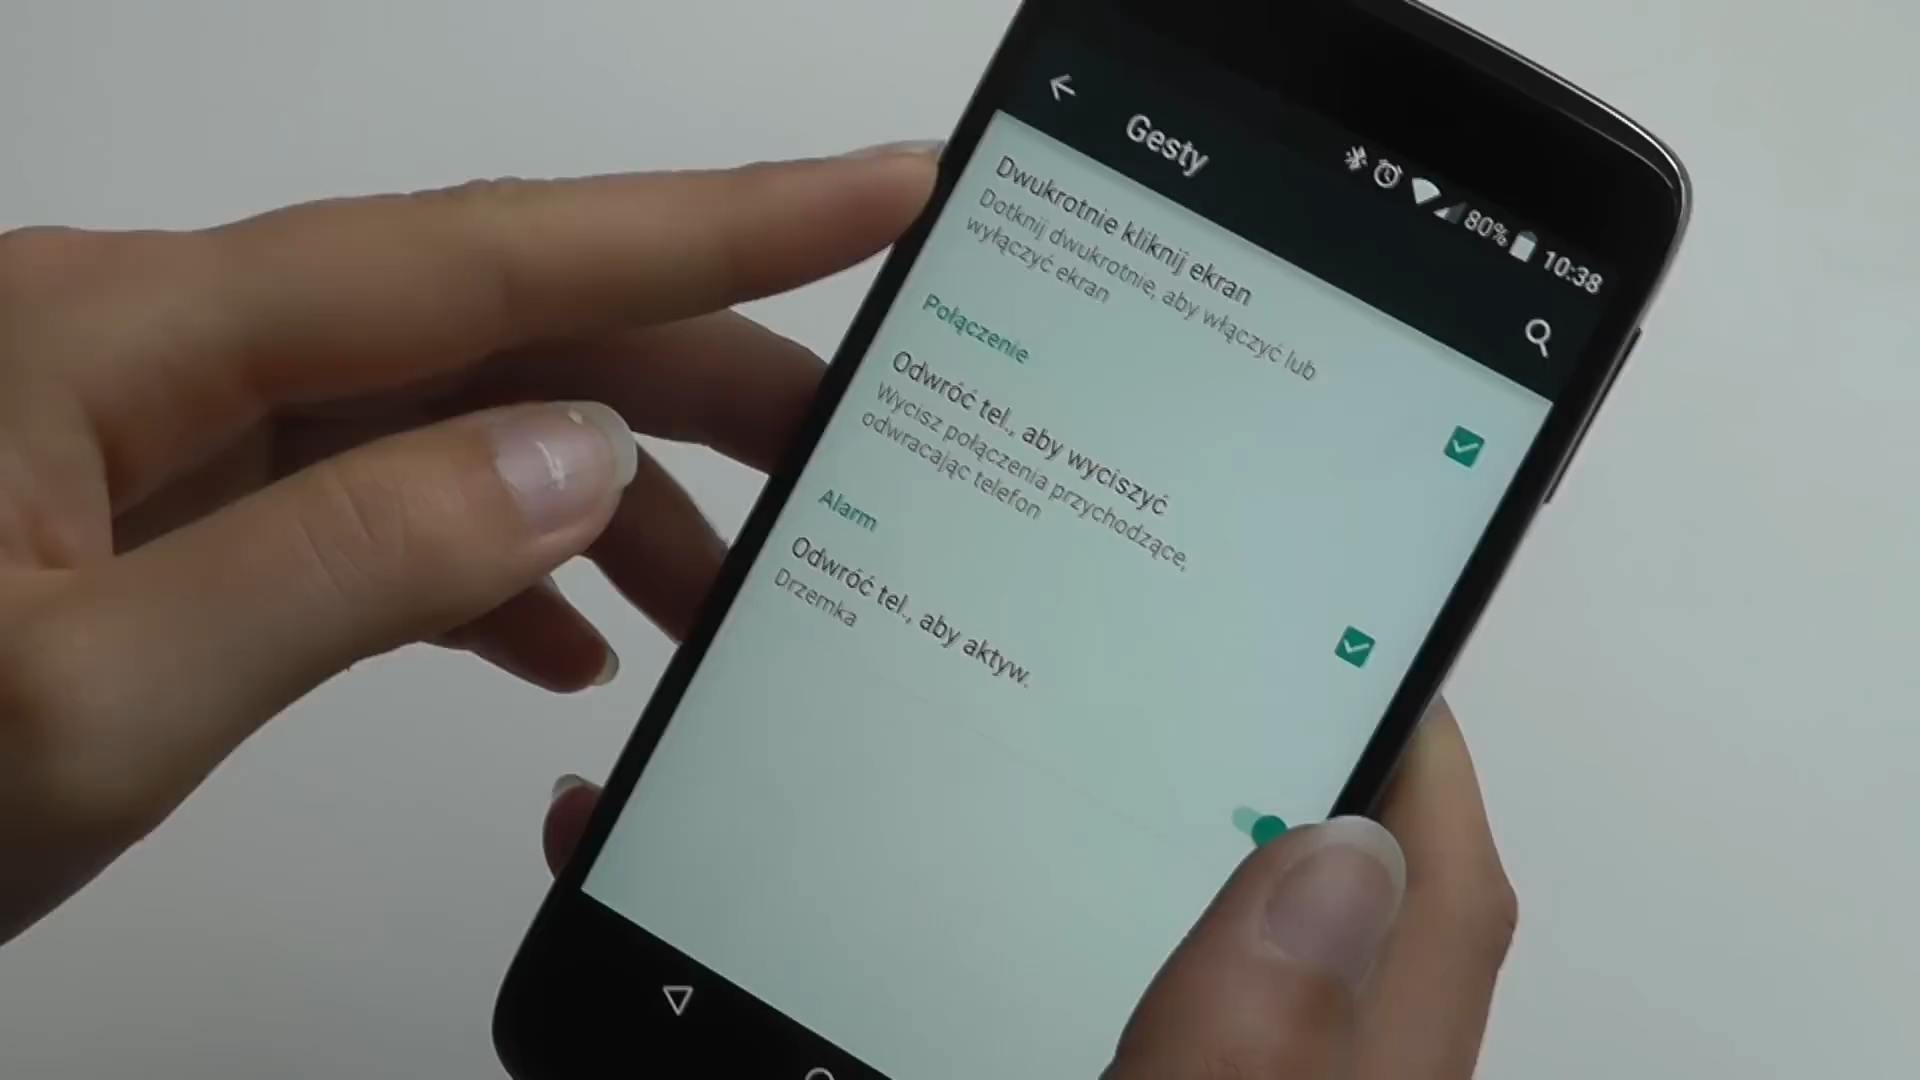 80% 10:38
Gesty
Dwukrotnie kliknij ekran
Dotknij dwukrotnie, aby włączyć lub
wyłączyć ekran
Połączenie
Odwróć tel., aby wyciszyć
Wycisz połączenia przychodzące,
odwracając telefon
Alarm
Odwróć tel., aby aktyw.
Drzemka